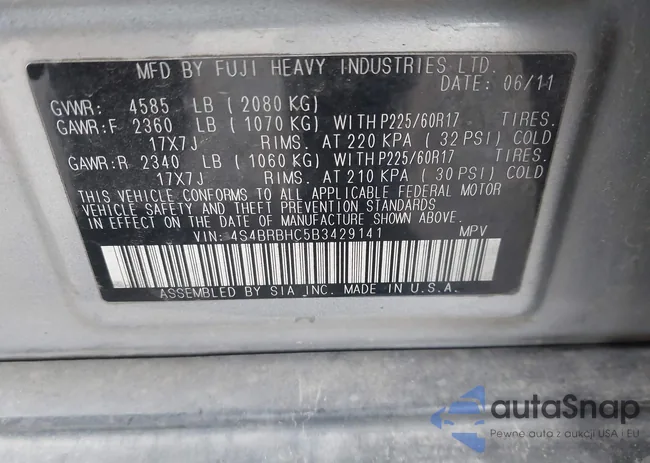 MFD BY FUJI HEAVY INDUSTRIES LTD.
DATE: 06/11
GVWR: 4585 LB (2080 KG)
GAWR:F 2360 LB (1070 KG) WITH P225/60R17 TIRES.
17X7J RIMS. AT 220 KPA (32 PSI) COLD
GAWR:R 2340 LB (1060 KG) WITH P225/60R17 TIRES.
17X7J RIMS. AT 210 KPA (30 PSI) COLD
THIS VEHICLE CONFORMS TO ALL APPLICABLE FEDERAL MOTOR
VEHICLE SAFETY AND THEFT PREVENTION STANDARDS
IN EFFECT ON THE DATE OF MANUFACTURE SHOWN ABOVE.
VIN: 4S4BRBHC5B3429141 MPV
ASSEMBLED BY SIA INC. MADE IN U.S.A.
autoSnap
Pewne auta z aukcji USA i EU